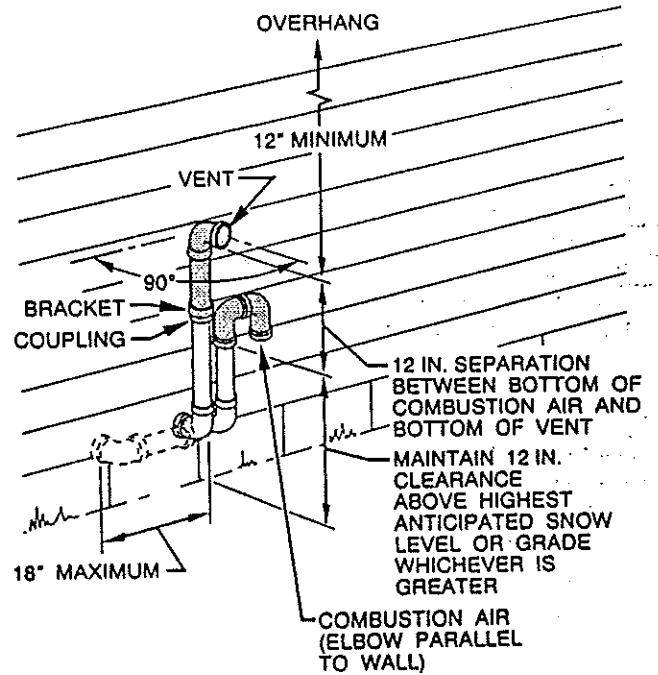 OVERHANG
12" MINIMUM
VENT
90°
BRACKET
COUPLING
12 IN. SEPARATION
BETWEEN BOTTOM OF
COMBUSTION AIR AND
BOTTOM OF VENT
MAINTAIN 12 IN.
CLEARANCE
ABOVE HIGHEST
ANTICIPATED SNOW
LEVEL OR GRADE
WHICHEVER IS
GREATER
18" MAXIMUM
COMBUSTION AIR
(ELBOW PARALLEL
TO WALL)